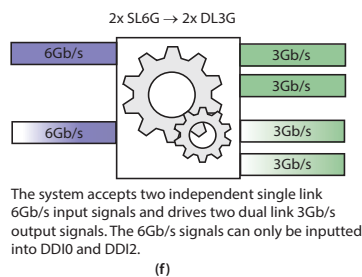 2x SL6G → 2x DL3G
6Gb/s
3Gb/s
3Gb/s
6Gb/s
3Gb/s
3Gb/s
The system accepts two independent single link
6Gb/s input signals and drives two dual link 3Gb/s
output signals. The 6Gb/s signals can only be inputted
into DDI0 and DDI2.
(f)